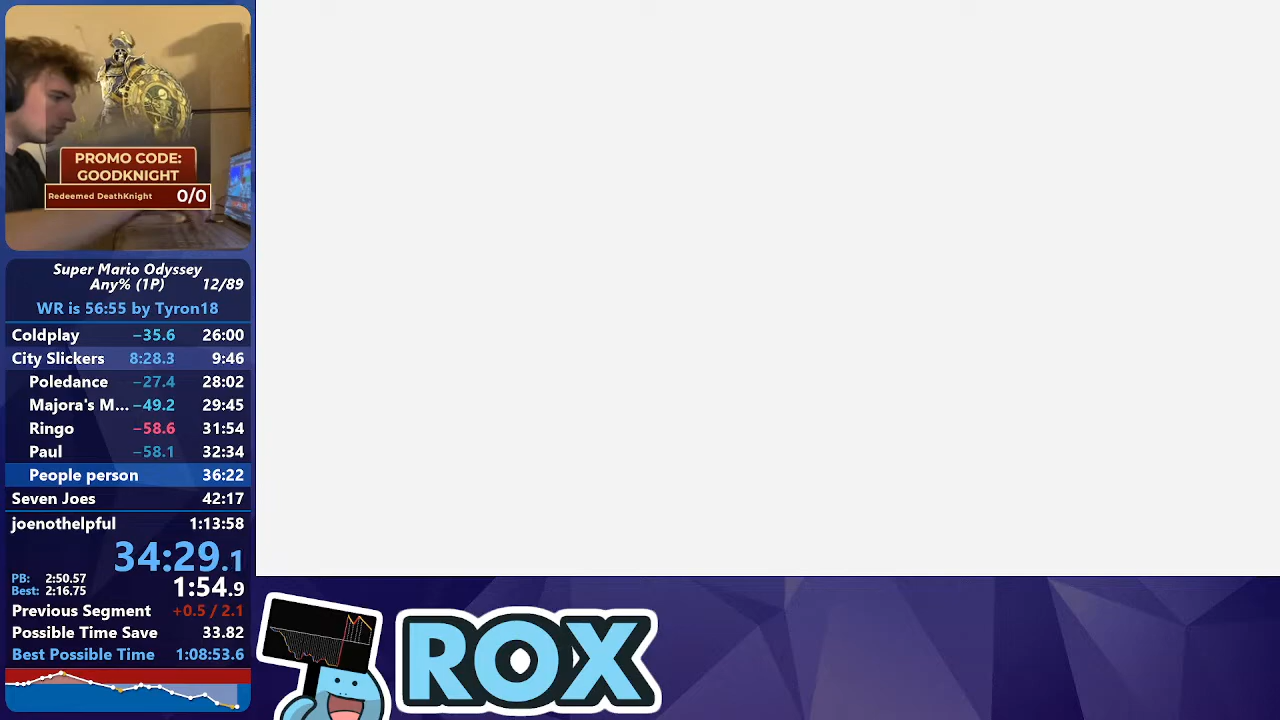 PROMO CODE:
GOODKNIGHT
Redeemed DeathKnight 0/0
Super Mario Odyssey
Any% (1P) 12/89
WR is 56:55 by Tyron18
Coldplay −35.6 26:00
City Slickers 8:28.3 9:46
Poledance −27.4 28:02
Majora's M... −49.2 29:45
Ringo −58.6 31:54
Paul −58.1 32:34
People person 36:22
Seven Joes 42:17
joenothelpful 1:13:58
34:29.1
PB: 2:50.57
Best: 2:16.75
1:54.9
Previous Segment +0.5 / 2.1
Possible Time Save 33.82
Best Possible Time 1:08:53.6
ROX